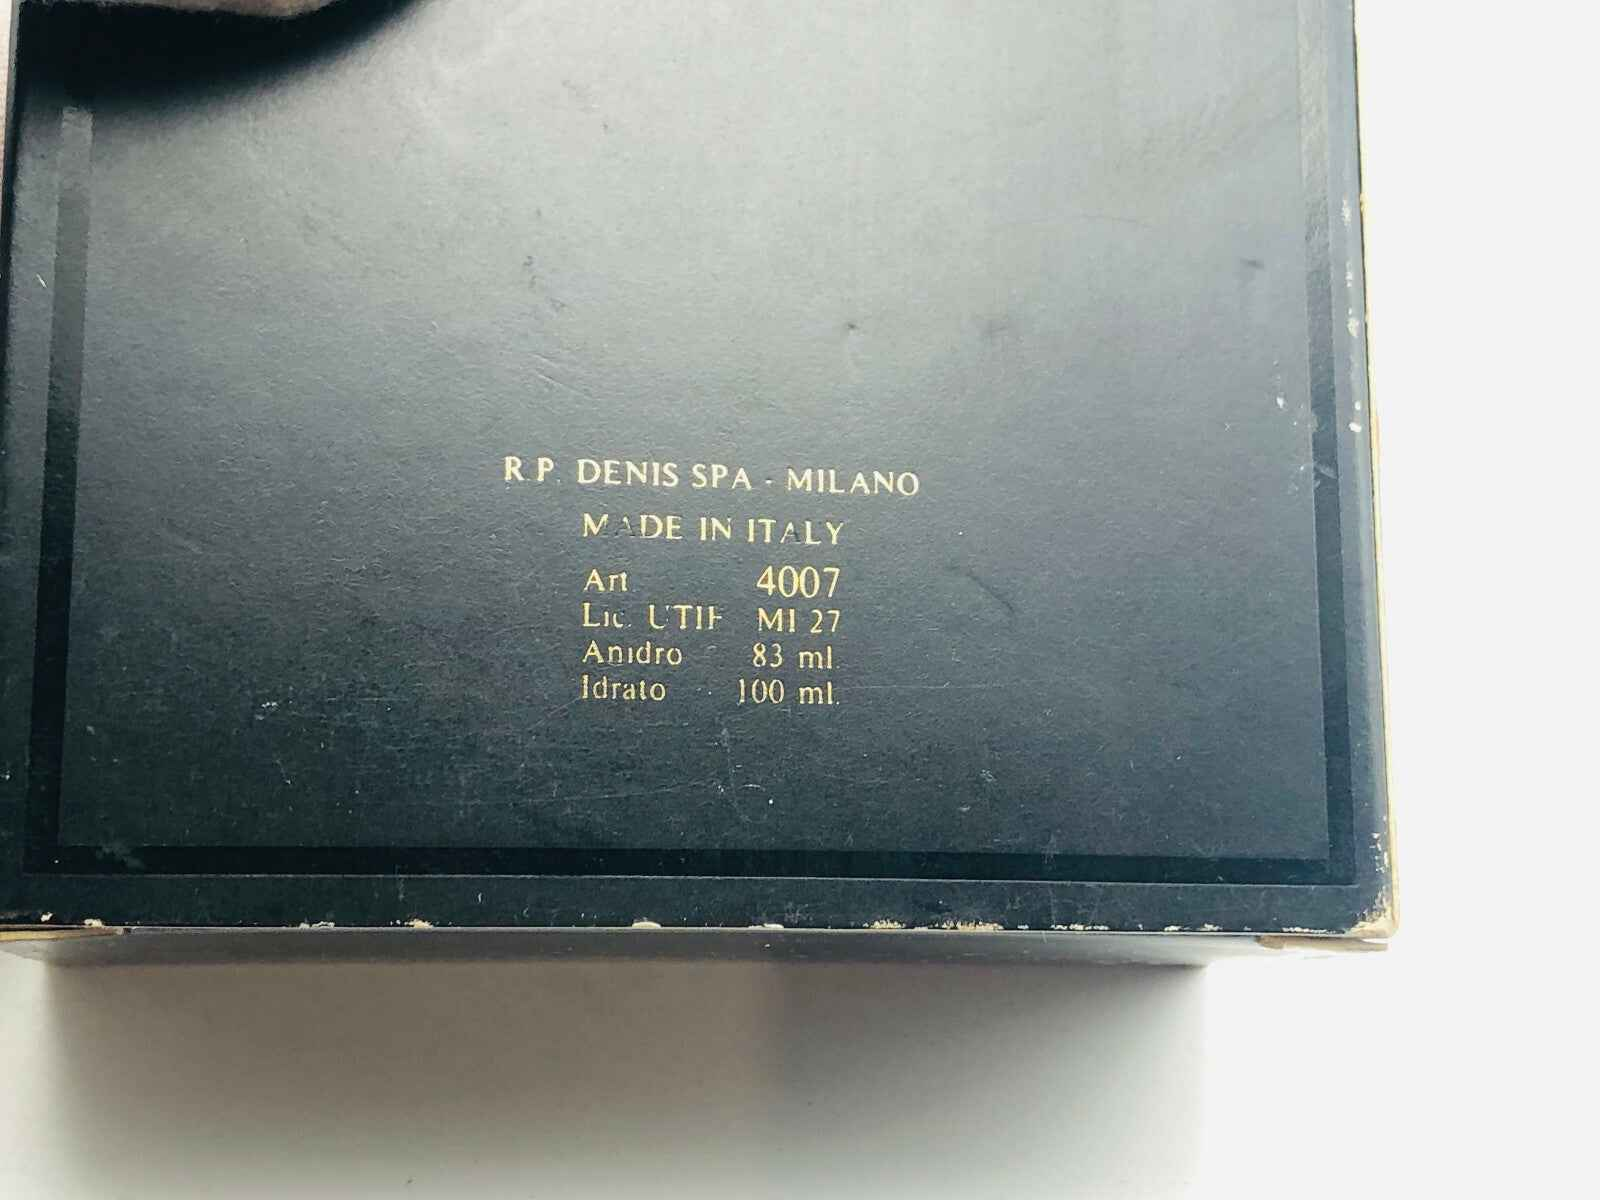 R.P. DENIS SPA - MILANO
MADE IN ITALY
Art 4007
Lic. UTIF MI 27
Anidro 83 ml.
Idrato 100 ml.